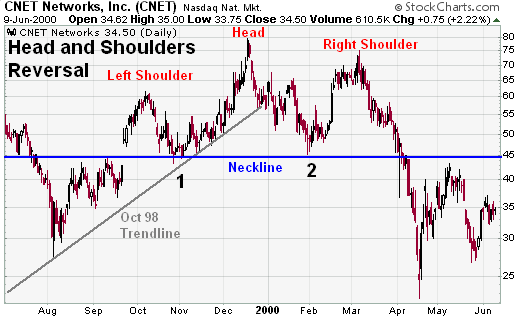 CNET Networks, Inc. (CNET) Nasdaq Nat. Mkt. © StockCharts.com
9-Jun-2000 Open 34.62 High 35.00 Low 33.75 Close 34.50 Volume 610.5K Chg +0.75 (+2.22%)
CNET Networks 34.50 (Daily)
Head and Shoulders
Reversal
Head
Left Shoulder
Right Shoulder
80
75
70
65
60
55
50
45
40
35
30
25
Neckline
1
2
Oct 98
Trendline
Aug Sep Oct Nov Dec 2000 Feb Mar Apr May Jun